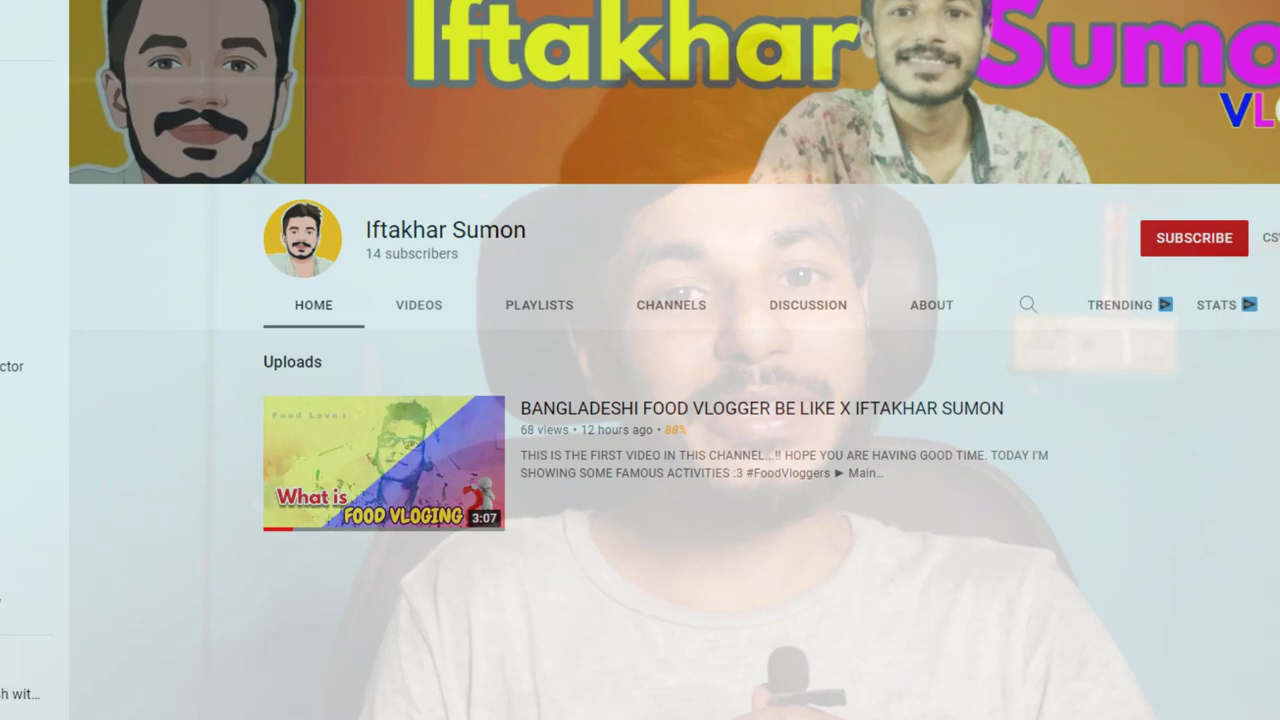 Iftakhar Sumo
VL
Iftakhar Sumon
14 subscribers
SUBSCRIBE
HOME VIDEOS PLAYLISTS CHANNELS DISCUSSION ABOUT TRENDING STATS
Uploads
ctor
Food Lover
What is
FOOD VLOGING
3:07
BANGLADESHI FOOD VLOGGER BE LIKE X IFTAKHAR SUMON
68 views • 12 hours ago • 88%
THIS IS THE FIRST VIDEO IN THIS CHANNEL...!! HOPE YOU ARE HAVING GOOD TIME. TODAY I'M
SHOWING SOME FAMOUS ACTIVITIES :3 #FoodVloggers ► Main...
h wit...